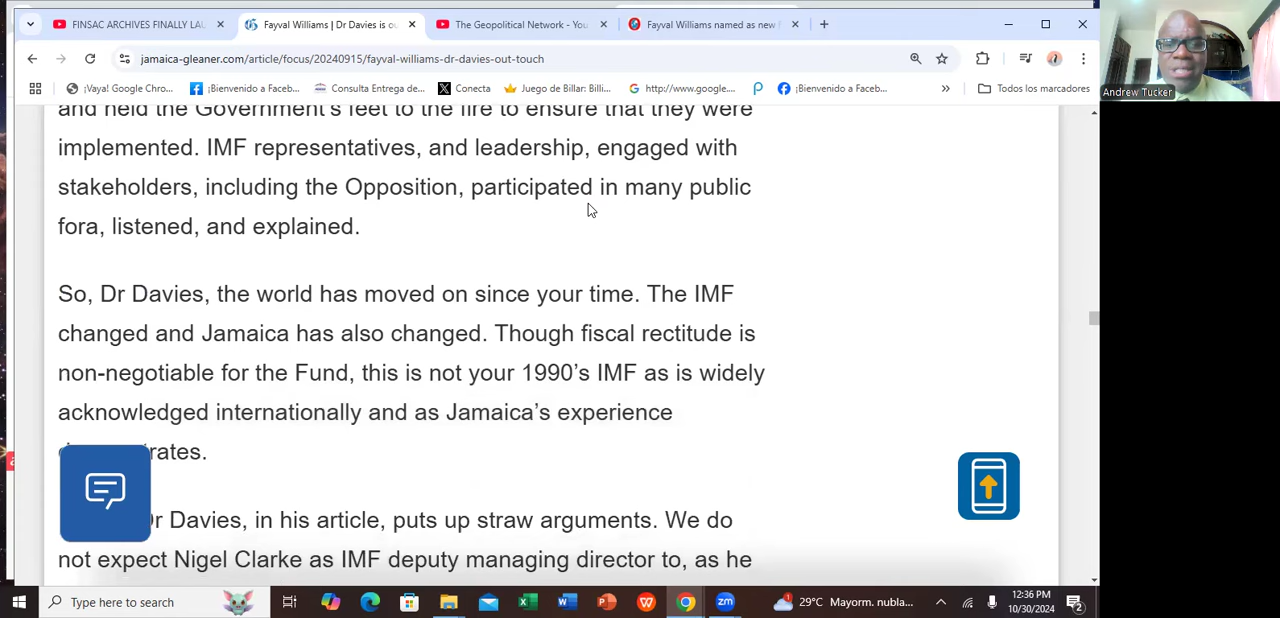 FINSAC ARCHIVES FINALLY LAU
Fayval Williams | Dr Davies is ou
The Geopolitical Network - You
Fayval Williams named as new
jamaica-gleaner.com/article/focus/20240915/fayval-williams-dr-davies-out-touch
¡Vaya! Google Chro...
¡Bienvenido a Faceb...
Consulta Entrega de...
Conecta
Juego de Billar: Billi...
http://www.google....
¡Bienvenido a Faceb...
»
Todos los marcadores
Andrew Tucker
and held the Government's feet to the fire to ensure that they were
implemented. IMF representatives, and leadership, engaged with
stakeholders, including the Opposition, participated in many public
fora, listened, and explained.
So, Dr Davies, the world has moved on since your time. The IMF
changed and Jamaica has also changed. Though fiscal rectitude is
non-negotiable for the Fund, this is not your 1990's IMF as is widely
acknowledged internationally and as Jamaica's experience
rates.
Dr Davies, in his article, puts up straw arguments. We do
not expect Nigel Clarke as IMF deputy managing director to, as he
Type here to search
29°C Mayorm. nubla...
12:36 PM
10/30/2024
2